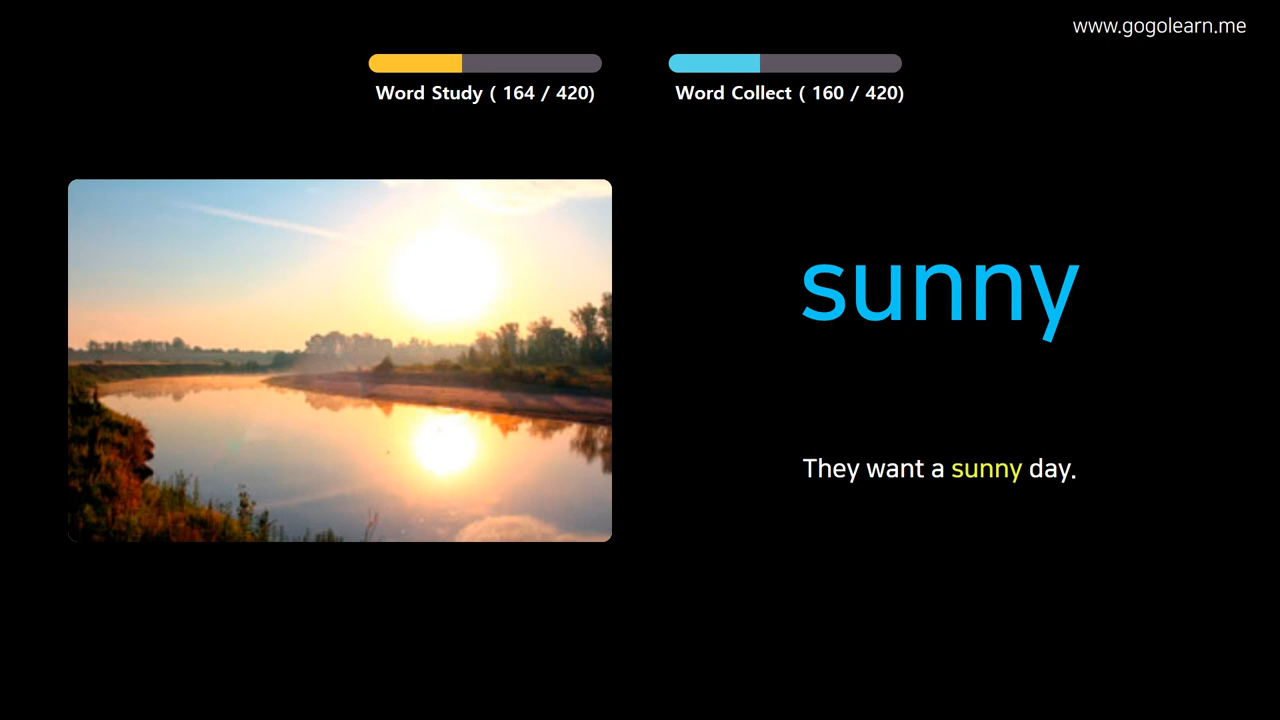 www.gogolearn.me
Word Study ( 164 / 420)
Word Collect ( 160 / 420)
sunny
They want a sunny day.